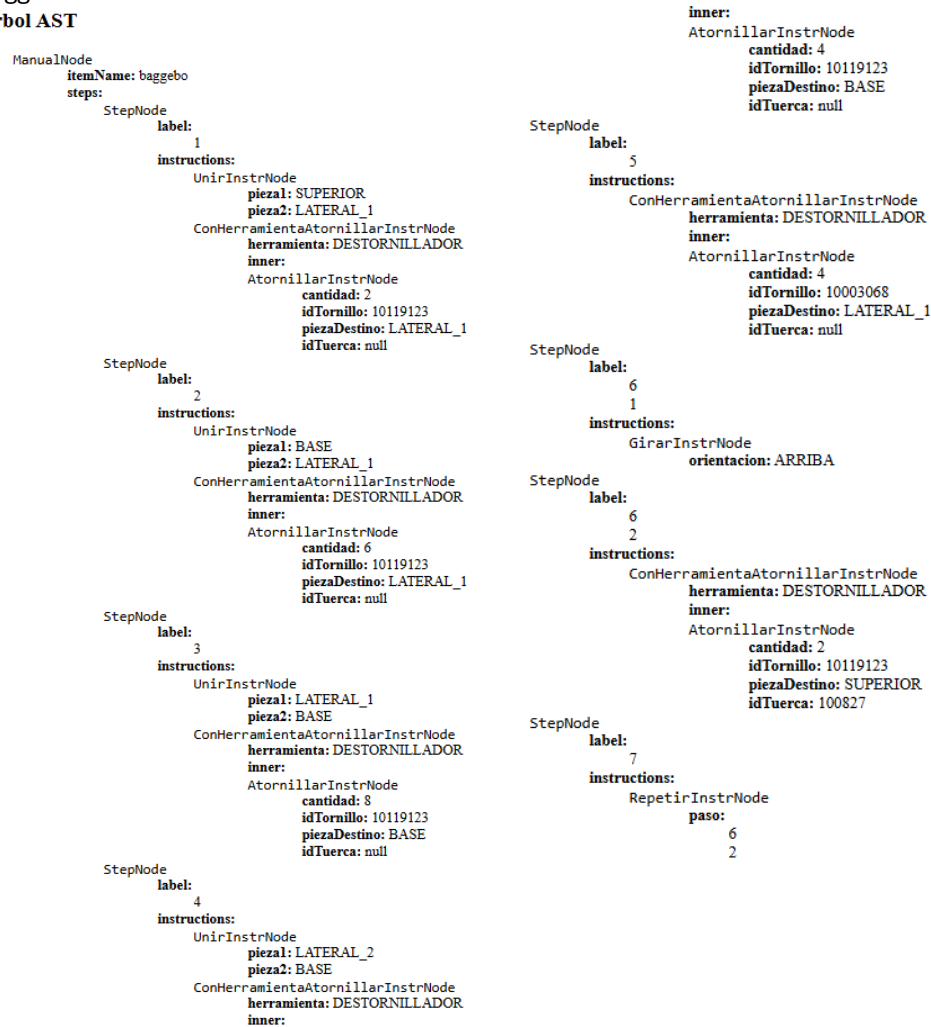 rbol AST
ManualNode
itemName: baggebo
steps:
StepNode
label:
1
instructions:
UnirInstrNode
pieza1: SUPERIOR
pieza2: LATERAL_1
ConHerramientaAtornillarInstrNode
herramienta: DESTORNILLADOR
inner:
AtornillarInstrNode
cantidad: 2
idTornillo: 10119123
piezaDestino: LATERAL_1
idTuerca: null
StepNode
label:
2
instructions:
UnirInstrNode
pieza1: BASE
pieza2: LATERAL_1
ConHerramientaAtornillarInstrNode
herramienta: DESTORNILLADOR
inner:
AtornillarInstrNode
cantidad: 6
idTornillo: 10119123
piezaDestino: LATERAL_1
idTuerca: null
StepNode
label:
3
instructions:
UnirInstrNode
pieza1: LATERAL_1
pieza2: BASE
ConHerramientaAtornillarInstrNode
herramienta: DESTORNILLADOR
inner:
AtornillarInstrNode
cantidad: 8
idTornillo: 10119123
piezaDestino: BASE
idTuerca: null
StepNode
label:
4
instructions:
UnirInstrNode
pieza1: LATERAL_2
pieza2: BASE
ConHerramientaAtornillarInstrNode
herramienta: DESTORNILLADOR
inner:
inner:
AtornillarInstrNode
cantidad: 4
idTornillo: 10119123
piezaDestino: BASE
idTuerca: null
StepNode
label:
5
instructions:
ConHerramientaAtornillarInstrNode
herramienta: DESTORNILLADOR
inner:
AtornillarInstrNode
cantidad: 4
idTornillo: 10003068
piezaDestino: LATERAL_1
idTuerca: null
StepNode
label:
6
1
instructions:
GirarInstrNode
orientacion: ARRIBA
StepNode
label:
6
2
instructions:
ConHerramientaAtornillarInstrNode
herramienta: DESTORNILLADOR
inner:
AtornillarInstrNode
cantidad: 2
idTornillo: 10119123
piezaDestino: SUPERIOR
idTuerca: 100827
StepNode
label:
7
instructions:
RepetirInstrNode
paso:
6
2